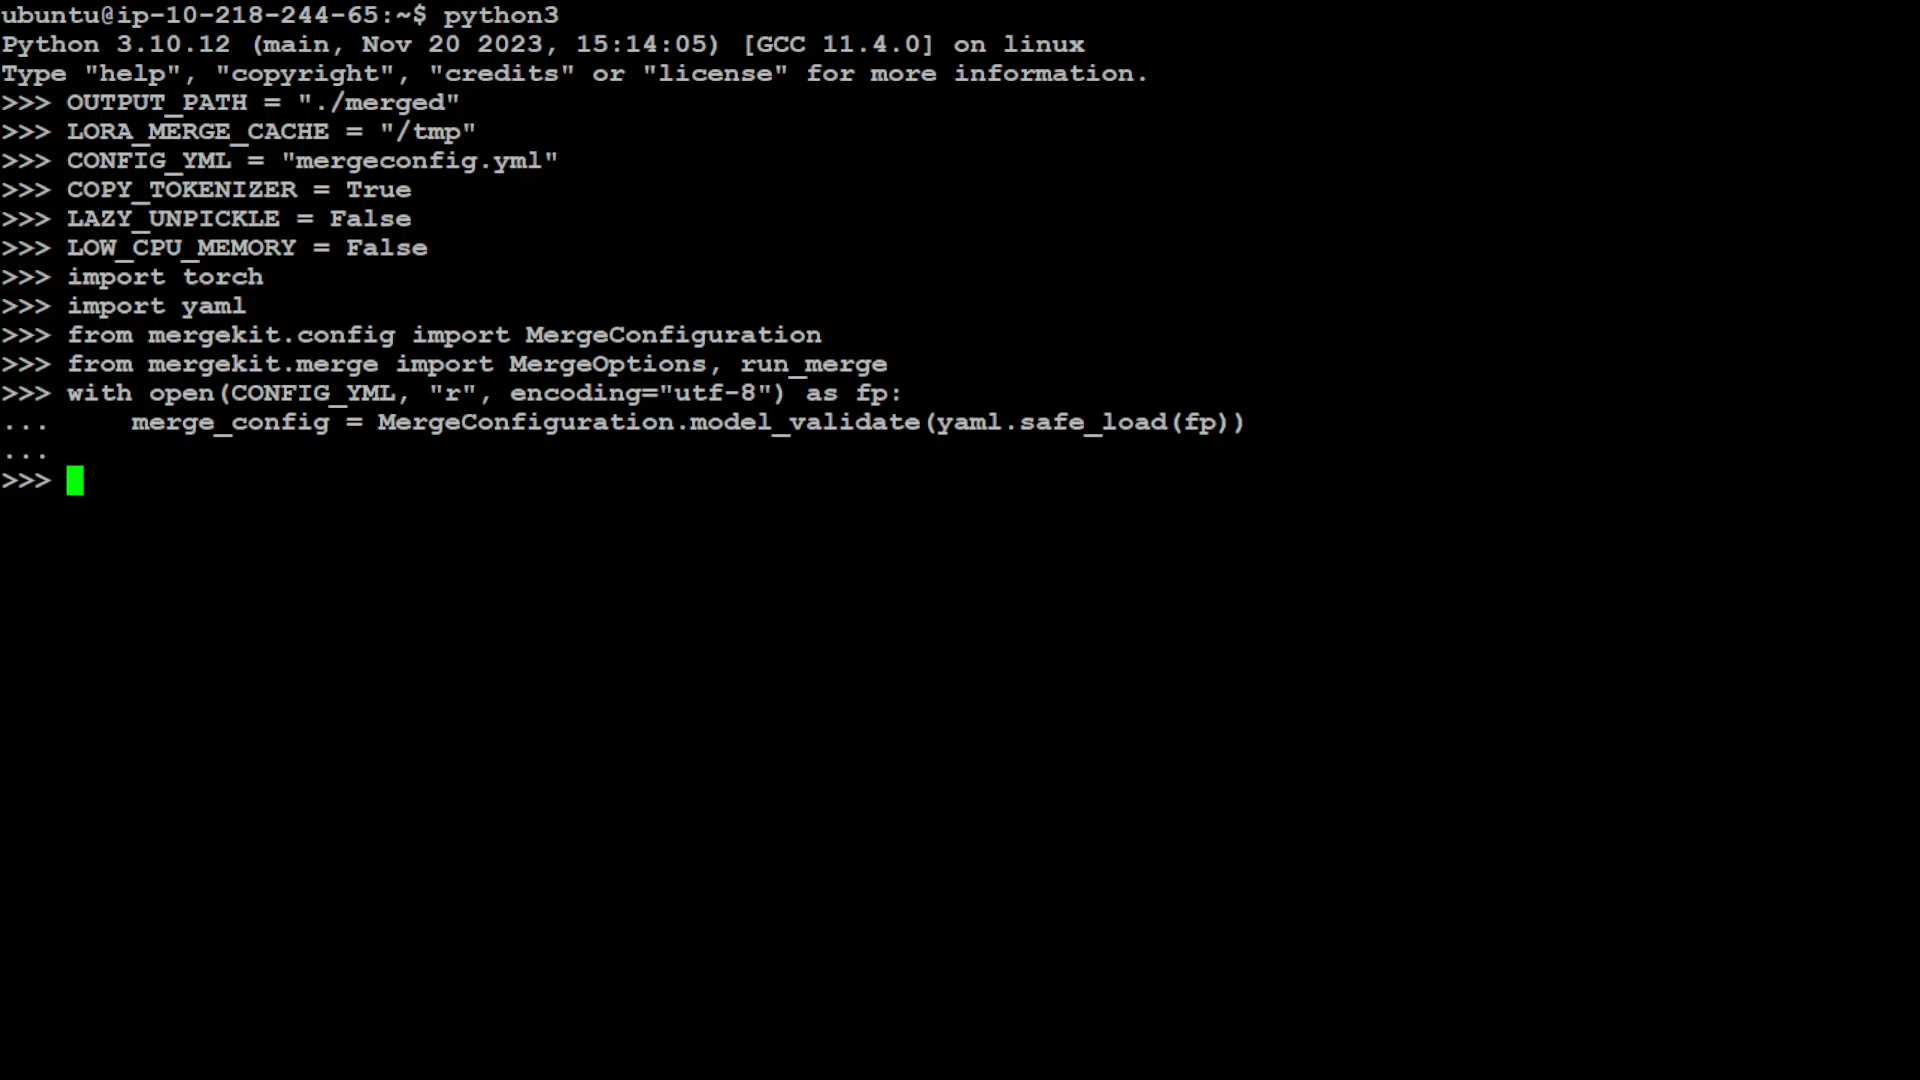 ubuntu@ip-10-218-244-65:~$ python3
Python 3.10.12 (main, Nov 20 2023, 15:14:05) [GCC 11.4.0] on linux
Type "help", "copyright", "credits" or "license" for more information.
>>> OUTPUT_PATH = "./merged"
>>> LORA_MERGE_CACHE = "/tmp"
>>> CONFIG_YML = "mergeconfig.yml"
>>> COPY_TOKENIZER = True
>>> LAZY_UNPICKLE = False
>>> LOW_CPU_MEMORY = False
>>> import torch
>>> import yaml
>>> from mergekit.config import MergeConfiguration
>>> from mergekit.merge import MergeOptions, run_merge
>>> with open(CONFIG_YML, "r", encoding="utf-8") as fp:
...     merge_config = MergeConfiguration.model_validate(yaml.safe_load(fp))
...
>>>